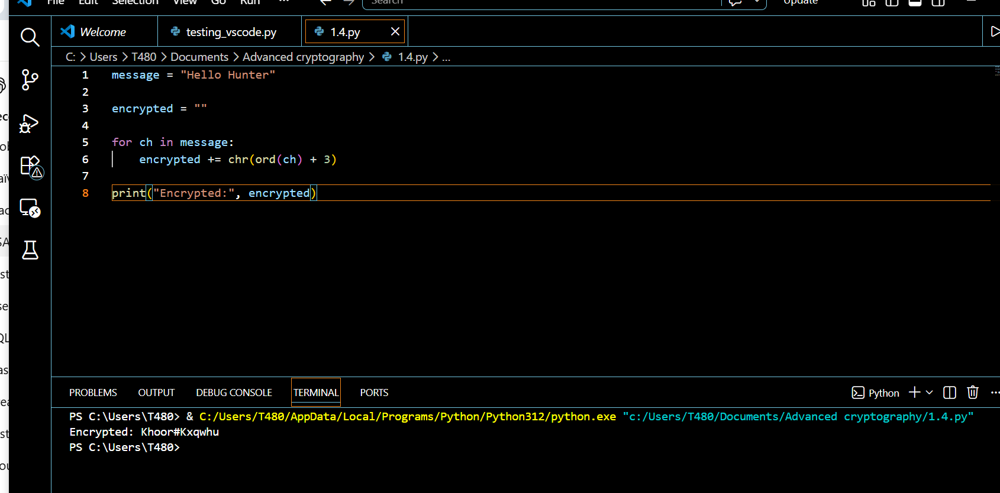 File Edit Selection View Go Run ... Search Update
Welcome testing_vscode.py 1.4.py
C: > Users > T480 > Documents > Advanced cryptography > 1.4.py > ...
1 message = "Hello Hunter"
2
3 encrypted = ""
4
5 for ch in message:
6     encrypted += chr(ord(ch) + 3)
7
8 print("Encrypted:", encrypted)
PROBLEMS OUTPUT DEBUG CONSOLE TERMINAL PORTS Python
PS C:\Users\T480> & C:/Users/T480/AppData/Local/Programs/Python/Python312/python.exe "c:/Users/T480/Documents/Advanced cryptography/1.4.py"
Encrypted: Khoor#Kxqwhu
PS C:\Users\T480>